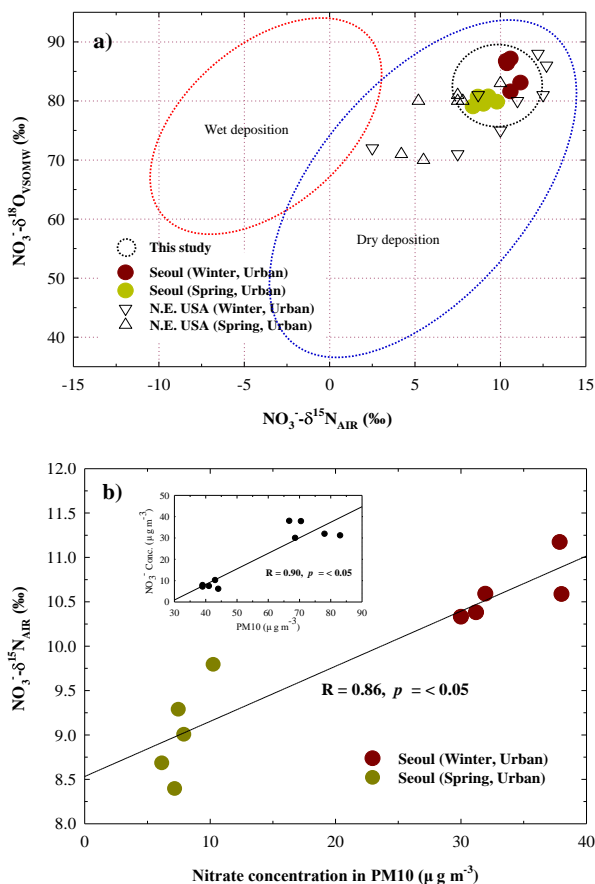 a)
90
80
70
60
50
40
NO₃⁻-δ¹⁸O_VSOMW (‰)
Wet deposition
Dry deposition
This study
Seoul (Winter, Urban)
Seoul (Spring, Urban)
N.E. USA (Winter, Urban)
N.E. USA (Spring, Urban)
-15 -10 -5 0 5 10 15
NO₃⁻-δ¹⁵N_AIR (‰)
b)
12.0
11.5
11.0
10.5
10.0
9.5
9.0
8.5
8.0
NO₃⁻-δ¹⁵N_AIR (‰)
50
40
30
20
10
0
NO₃⁻ Conc. (μ g m⁻³)
R = 0.90, p =< 0.05
30 40 50 60 70 80 90
PM10 (μ g m⁻³)
R = 0.86, p =< 0.05
Seoul (Winter, Urban)
Seoul (Spring, Urban)
0 10 20 30 40
Nitrate concentration in PM10 (μ g m⁻³)